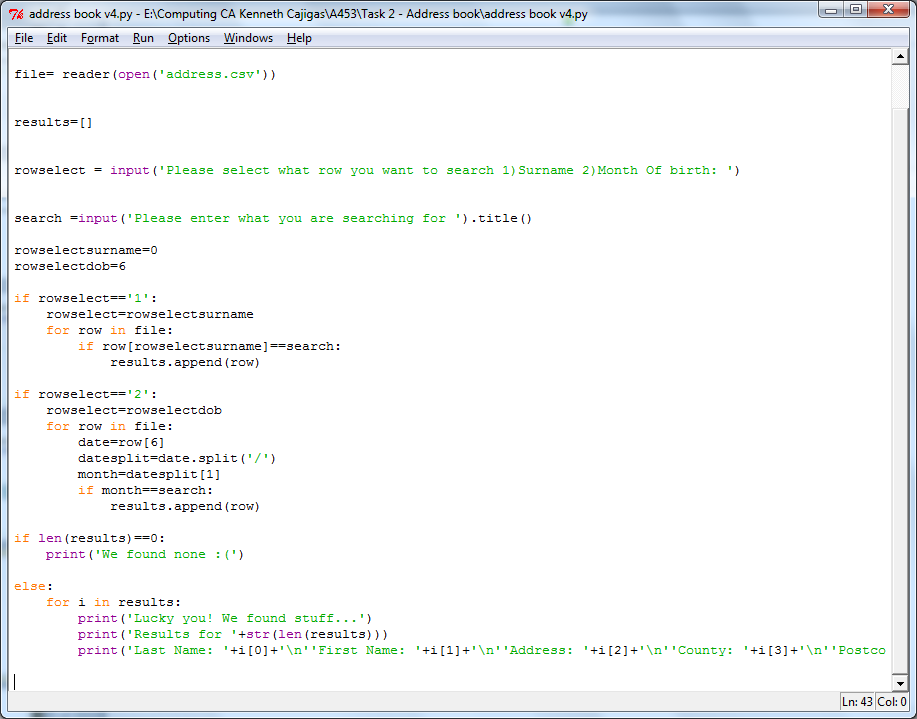 address book v4.py - E:\Computing CA Kenneth Cajigas\A453\Task 2 - Address book\address book v4.py
File Edit Format Run Options Windows Help
file= reader(open('address.csv'))
results=[]
rowselect = input('Please select what row you want to search 1)Surname 2)Month Of birth: ')
search =input('Please enter what you are searching for ').title()
rowselectsurname=0
rowselectdob=6
if rowselect=='1':
    rowselect=rowselectsurname
    for row in file:
        if row[rowselectsurname]==search:
            results.append(row)
if rowselect=='2':
    rowselect=rowselectdob
    for row in file:
        date=row[6]
        datesplit=date.split('/')
        month=datesplit[1]
        if month==search:
            results.append(row)
if len(results)==0:
    print('We found none :(')
else:
    for i in results:
        print('Lucky you! We found stuff...')
        print('Results for '+str(len(results)))
        print('Last Name: '+i[0]+'\n''First Name: '+i[1]+'\n''Address: '+i[2]+'\n''County: '+i[3]+'\n''Postco
Ln: 43 Col: 0